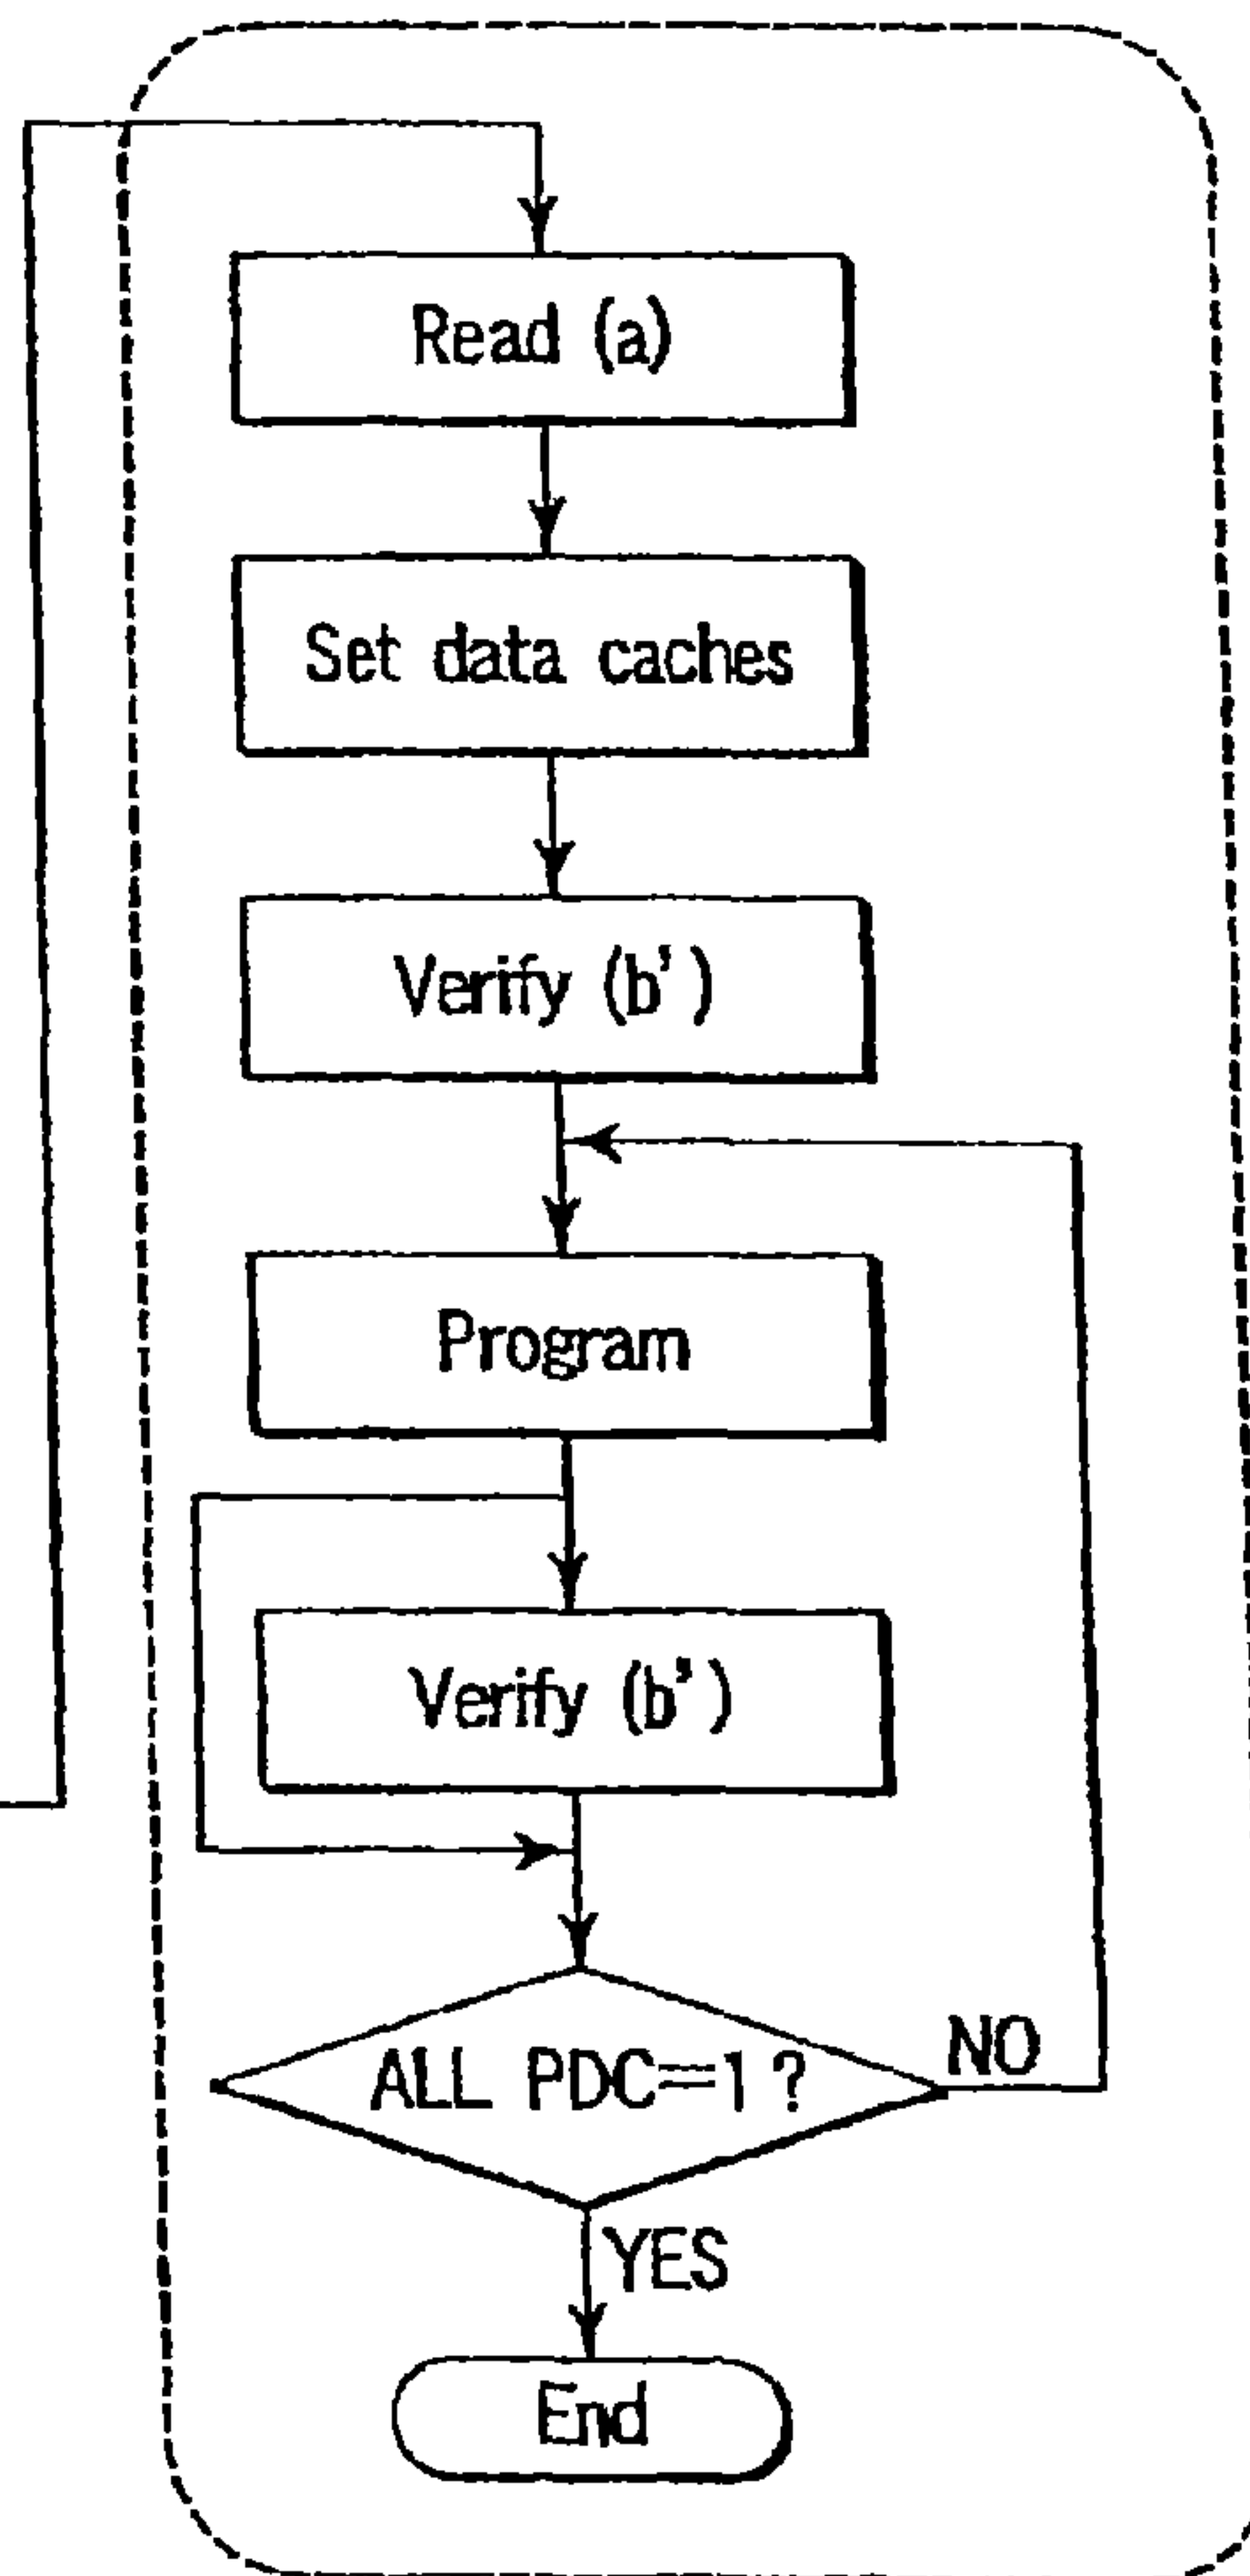 Read (a)
Set data caches
Verify (b')
Program
Verify (b')
ALL PDC=1 ?
NO
YES
End